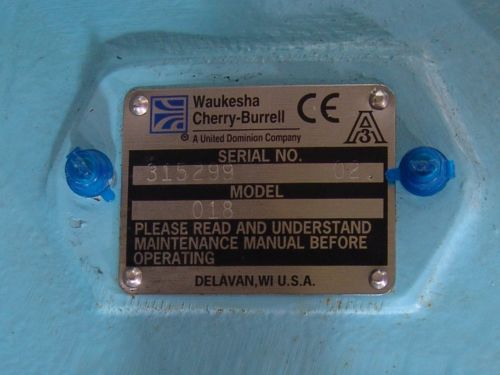 Waukesha
Cherry-Burrell
® A United Dominion Company
CE
3A
SERIAL NO.
315299 02.
MODEL
018
PLEASE READ AND UNDERSTAND
MAINTENANCE MANUAL BEFORE
OPERATING
DELAVAN, WI U.S.A.